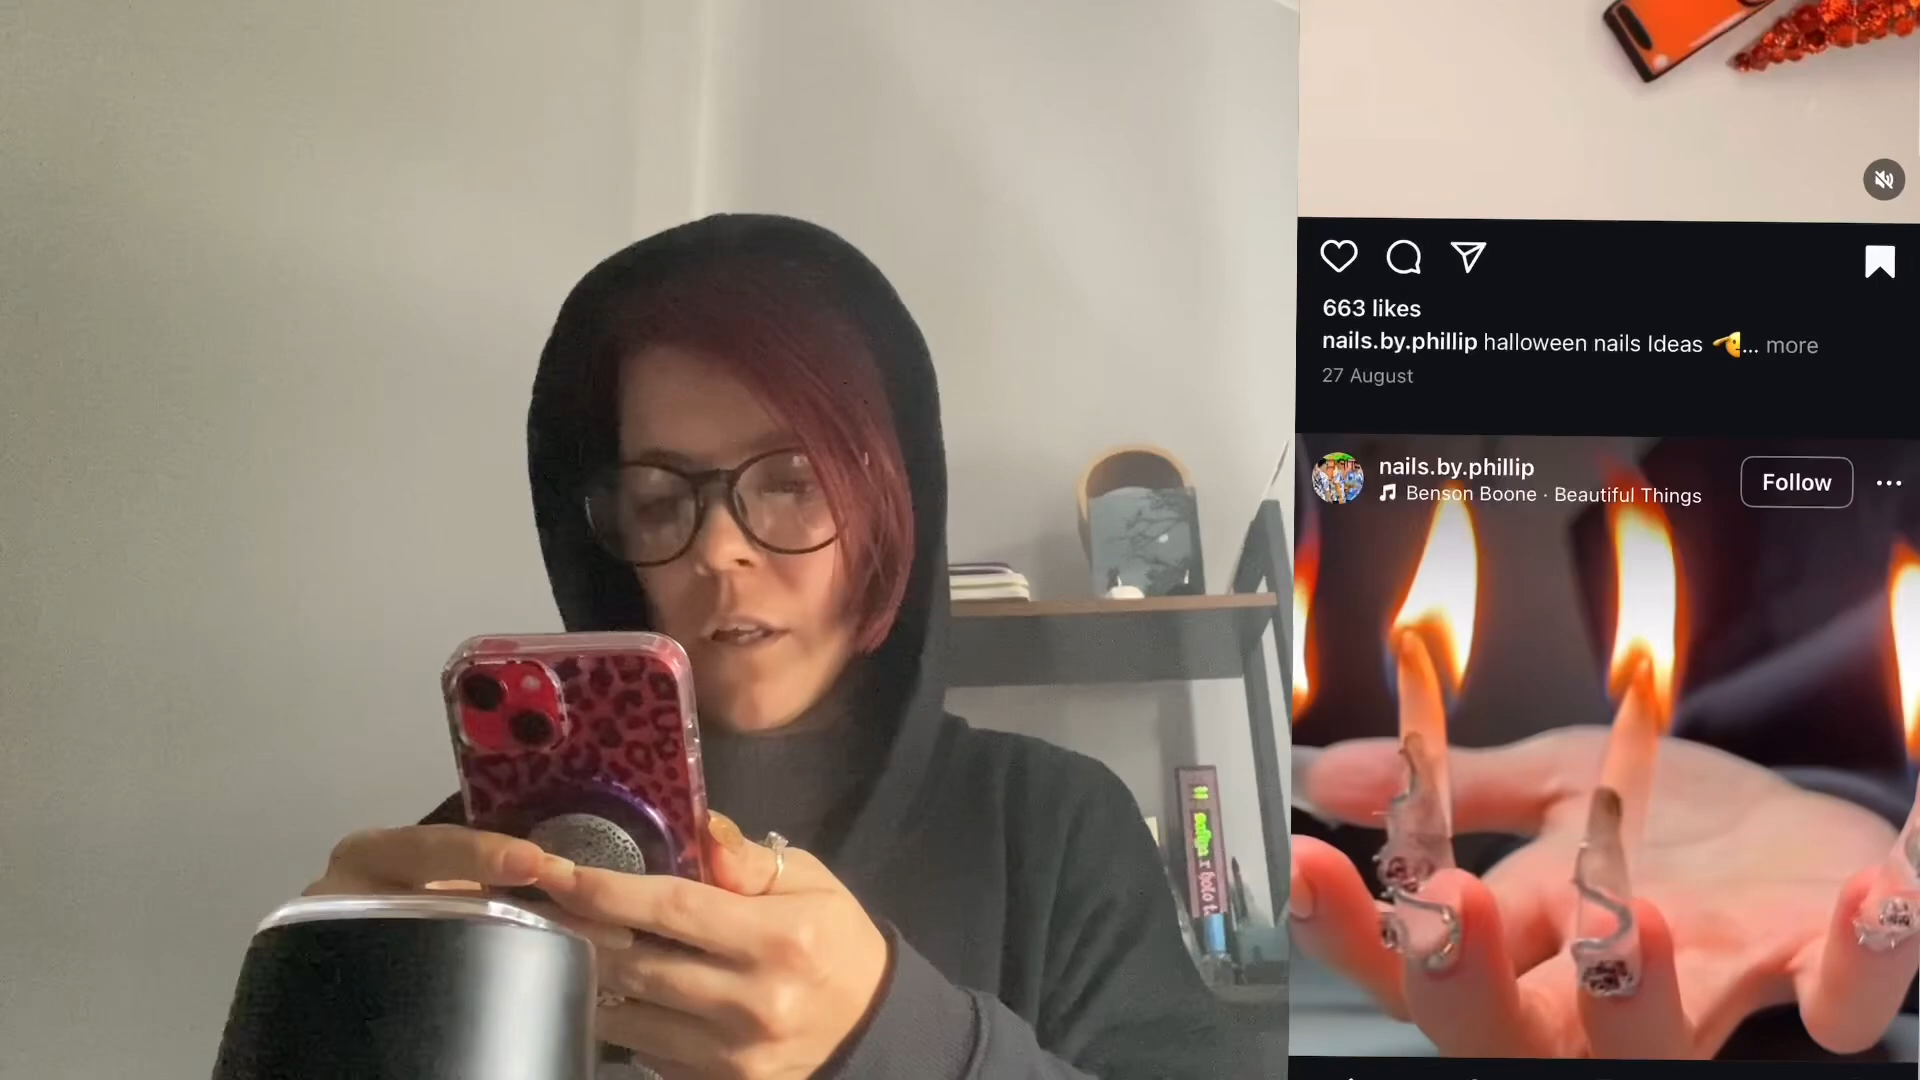 663 likes
nails.by.phillip halloween nails Ideas 🫡... more
27 August
nails.by.phillip
Follow
Benson Boone · Beautiful Things